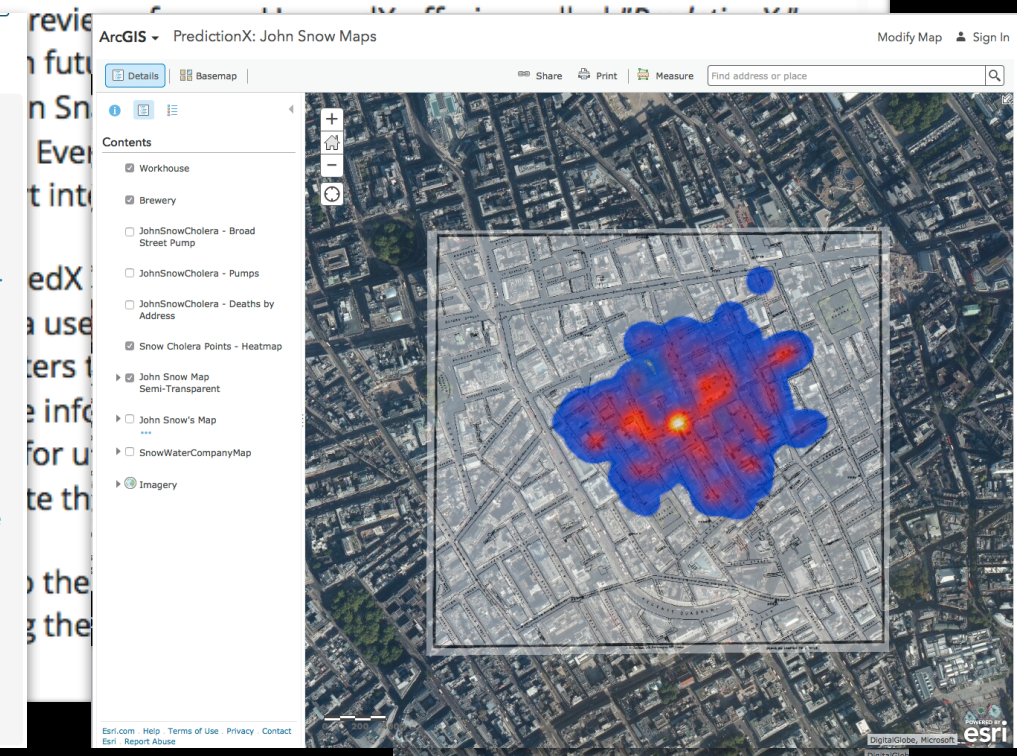 revie
ArcGIS PredictionX: John Snow Maps
Modify Map Sign In
Details Basemap Share Print Measure Find address or place
n futu
n Sn
Ever
t inte
edX
a use
ters t
e info
for u
te th
o the
g the
Contents
Workhouse
Brewery
JohnSnowCholera - Broad
Street Pump
JohnSnowCholera - Pumps
JohnSnowCholera - Deaths by
Address
Snow Cholera Points - Heatmap
John Snow Map
Semi-Transparent
John Snow's Map
SnowWaterCompanyMap
Imagery
Esri.com . Help . Terms of Use . Privacy . Contact
Esri . Report Abuse
DigitalGlobe, Microsoft
POWERED BY
esri
DigitalGlob